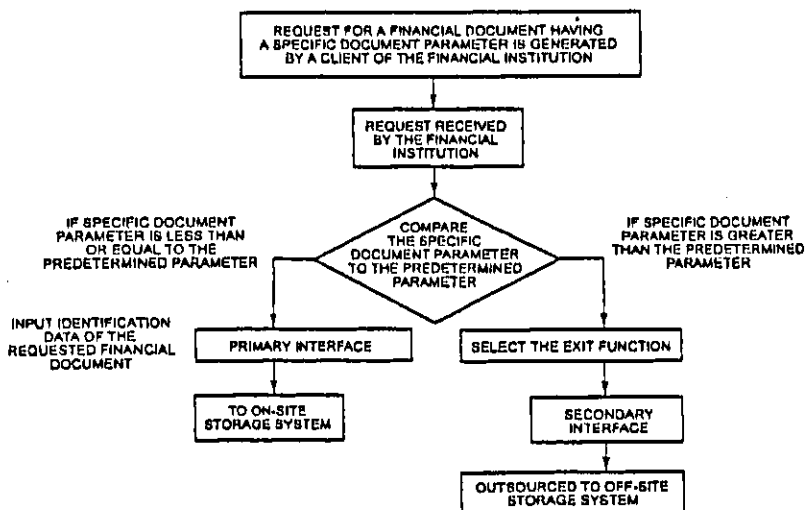 REQUEST FOR A FINANCIAL DOCUMENT HAVING
A SPECIFIC DOCUMENT PARAMETER IS GENERATED
BY A CLIENT OF THE FINANCIAL INSTITUTION
REQUEST RECEIVED
BY THE FINANCIAL
INSTITUTION
IF SPECIFIC DOCUMENT
PARAMETER IS LESS THAN
OR EQUAL TO THE
PREDETERMINED PARAMETER
COMPARE
THE SPECIFIC
DOCUMENT PARAMETER
TO THE PREDETERMINED
PARAMETER
IF SPECIFIC DOCUMENT
PARAMETER IS GREATER
THAN THE PREDETERMINED
PARAMETER
INPUT IDENTIFICATION
DATA OF THE
REQUESTED FINANCIAL
DOCUMENT
PRIMARY INTERFACE
SELECT THE EXIT FUNCTION
TO ON-SITE
STORAGE SYSTEM
SECONDARY
INTERFACE
OUTSOURCED TO OFF-SITE
STORAGE SYSTEM